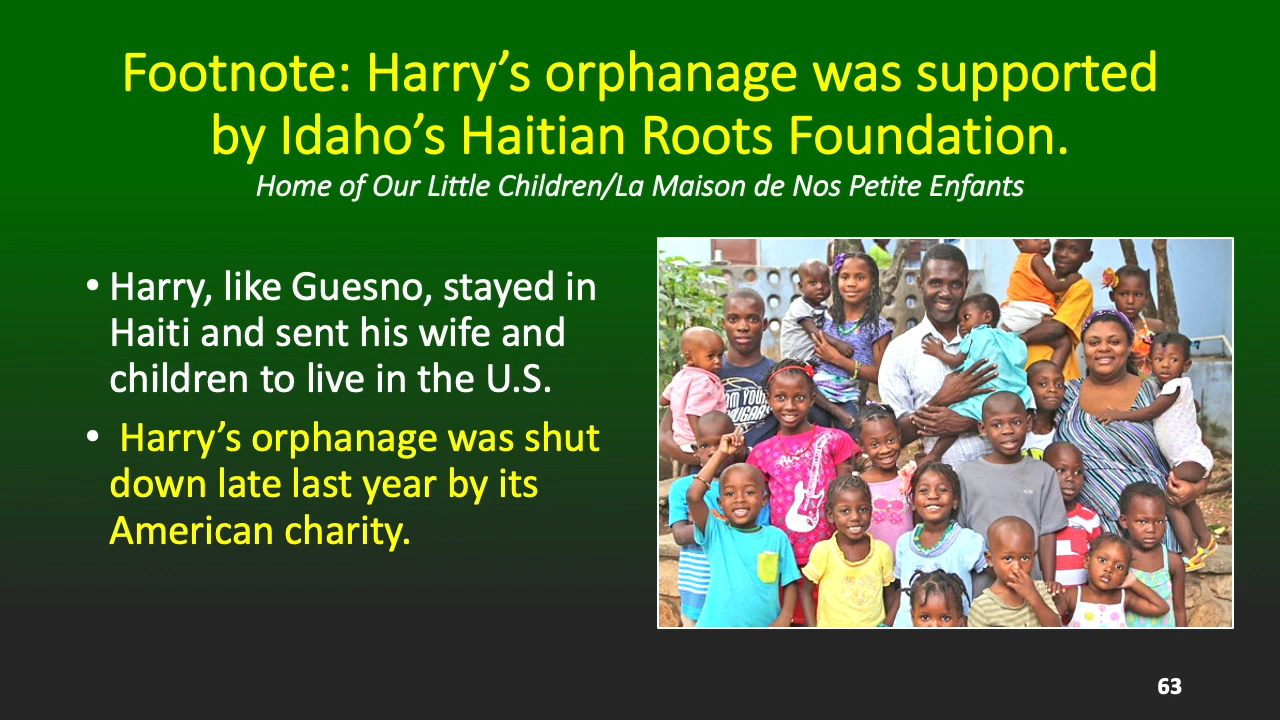 Footnote: Harry’s orphanage was supported
by Idaho’s Haitian Roots Foundation.
Home of Our Little Children/La Maison de Nos Petite Enfants
• Harry, like Guesno, stayed in
Haiti and sent his wife and
children to live in the U.S.
• Harry’s orphanage was shut
down late last year by its
American charity.
63